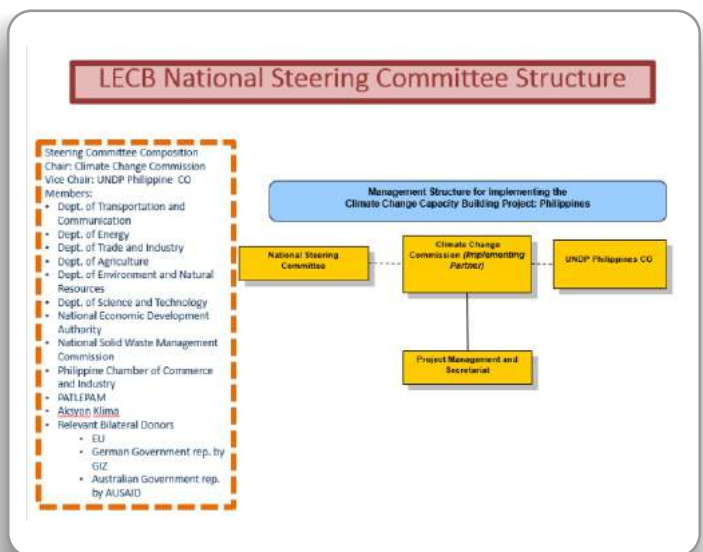 LECB National Steering Committee Structure
Steering Committee Composition
Chair: Climate Change Commission
Vice Chair: UNDP Philippine CO
Members:
• Dept. of Transportation and
Communication
• Dept. of Energy
• Dept. of Trade and Industry
• Dept. of Agriculture
• Dept. of Environment and Natural
Resources
• Dept. of Science and Technology
• National Economic Development
Authority
• National Solid Waste Management
Commission
• Philippine Chamber of Commerce
and Industry
• PATLEPAM
• Aksyon Klima
• Relevant Bilateral Donors
• EU
• German Government rep. by
GIZ
• Australian Government rep.
by AUSAID
Management Structure for Implementing the
Climate Change Capacity Building Project: Philippines
National Steering
Committee
Climate Change
Commission (Implementing
Partner)
UNDP Philippines CO
Project Management and
Secretariat